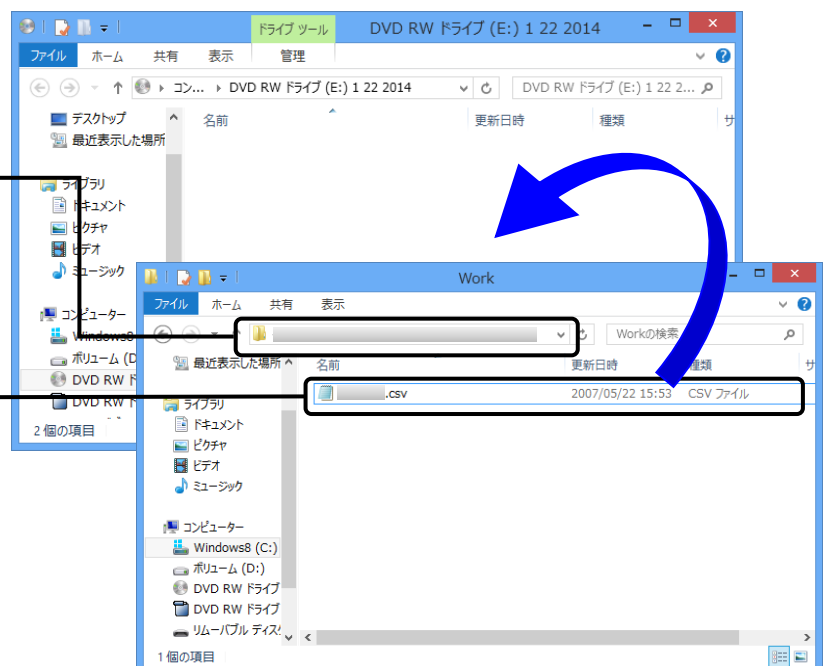 ドライブ ツール
DVD RW ドライブ (E:) 1 22 2014
ファイル ホーム 共有 表示 管理
コン... DVD RW ドライブ (E:) 1 22 2014
DVD RW ドライブ (E:) 1 22 2...
名前 更新日時 種類 サ
デスクトップ
最近表示した場所
ライブラリ
ドキュメント
ピクチャ
ビデオ
ミュージック
コンピューター
Windows8
ボリューム (D
DVD RW ド
DVD RW ド
2 個の項目
Work
ファイル ホーム 共有 表示
Workの検索
名前 更新日時 種類 サ
最近表示した場所
.csv 2007/05/22 15:53 CSV ファイル
ライブラリ
ドキュメント
ピクチャ
ビデオ
ミュージック
コンピューター
Windows8 (C:)
ボリューム (D:)
DVD RW ドライブ
DVD RW ドライブ
リムーバブル ディスク
1 個の項目